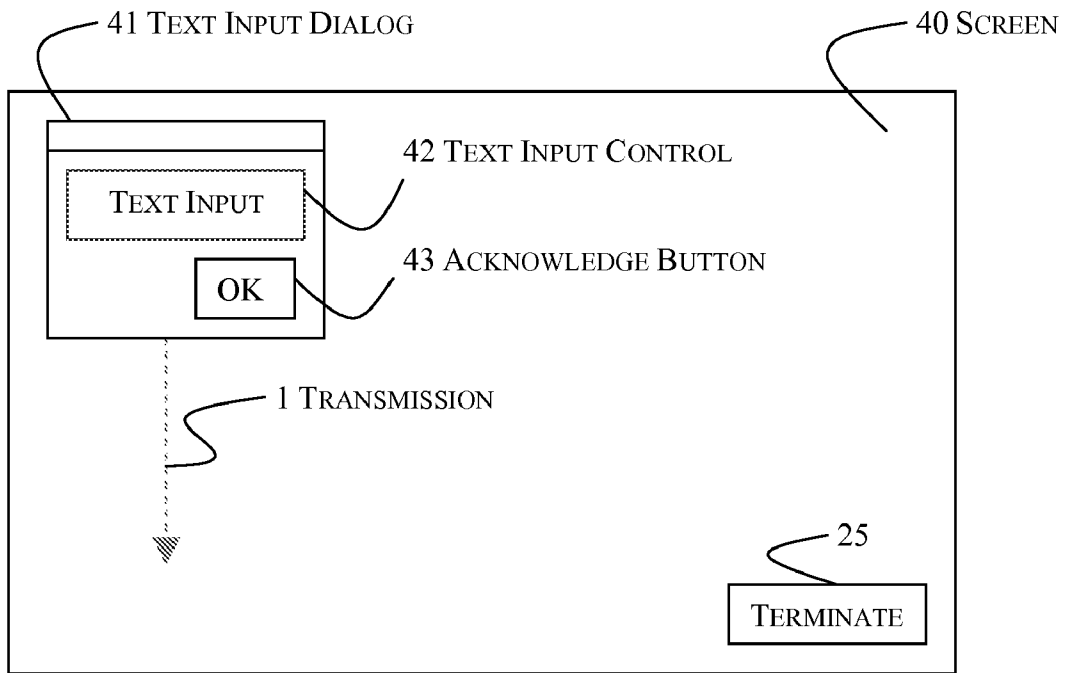 41 TEXT INPUT DIALOG
40 SCREEN
42 TEXT INPUT CONTROL
TEXT INPUT
43 ACKNOWLEDGE BUTTON
OK
1 TRANSMISSION
25
TERMINATE